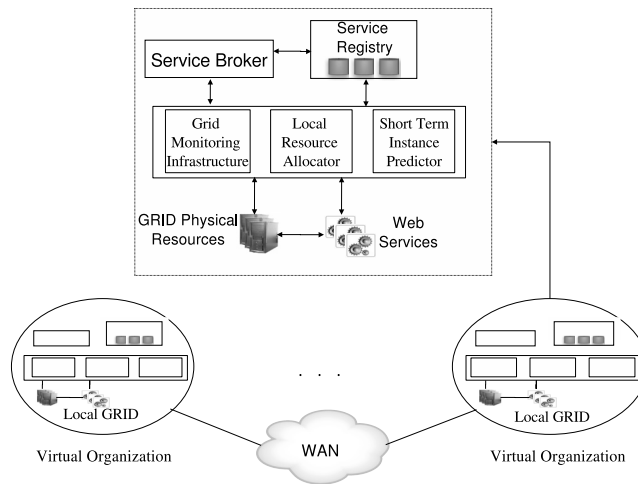 Service Broker
Service
Registry
Grid
Monitoring
Infrastructure
Local
Resource
Allocator
Short Term
Instance
Predictor
GRID Physical
Resources
Web
Services
. . .
Local GRID
Virtual Organization
WAN
Local GRID
Virtual Organization